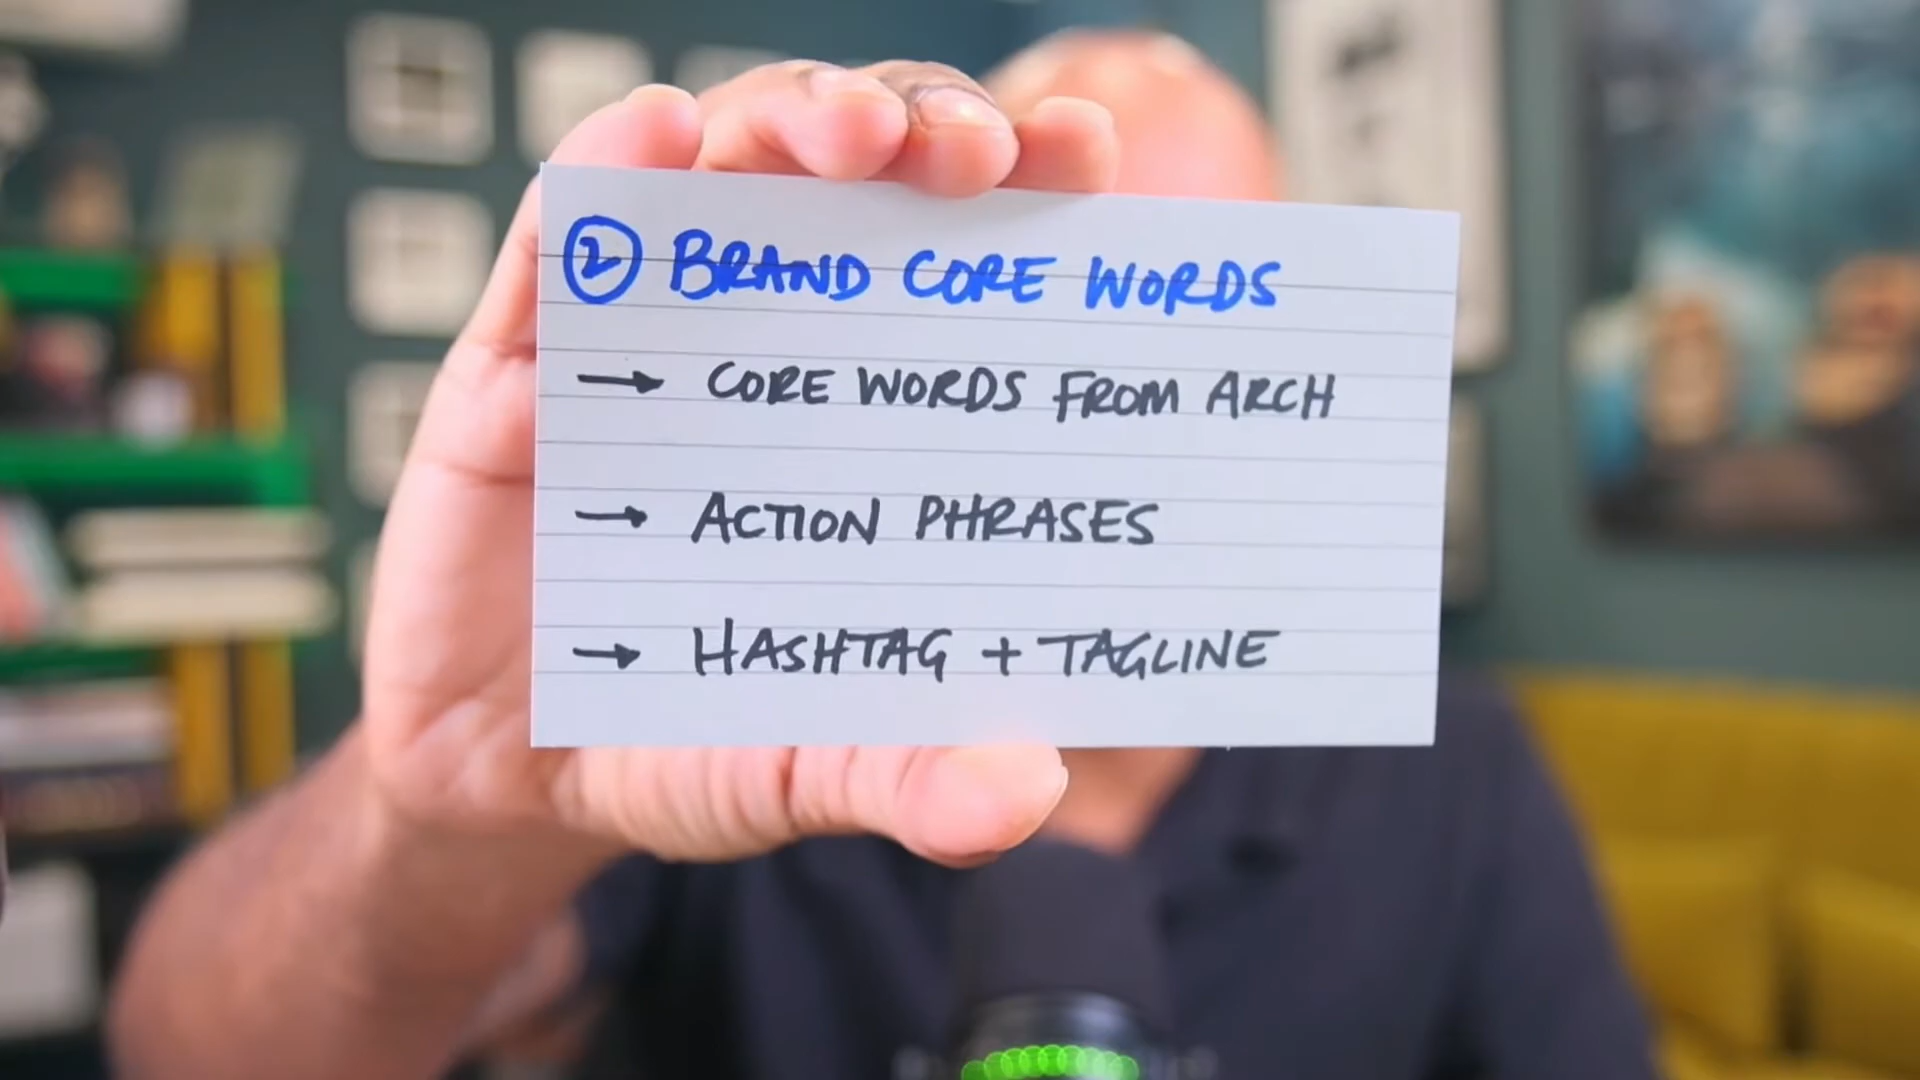 ② BRAND CORE WORDS
→ CORE WORDS FROM ARCH
→ ACTION PHRASES
→ HASHTAG + TAGLINE